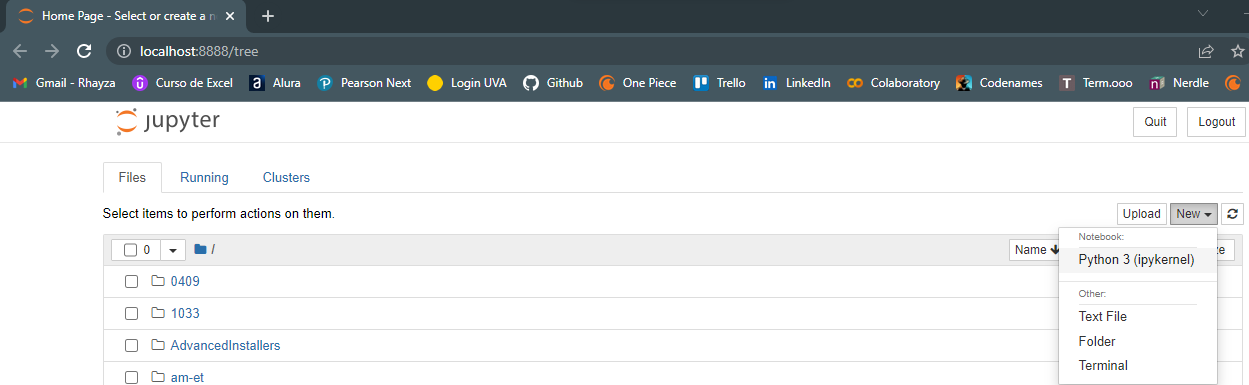 Home Page - Select or create a n
localhost:8888/tree
Gmail - Rhayza Curso de Excel Alura Pearson Next Login UVA Github One Piece Trello LinkedIn Colaboratory Codenames Term.ooo Nerdle
jupyter Quit Logout
Files Running Clusters
Select items to perform actions on them. Upload New
Notebook:
0 / Name
Python 3 (ipykernel)
0409
Other:
1033
Text File
Folder
AdvancedInstallers
Terminal
am-et